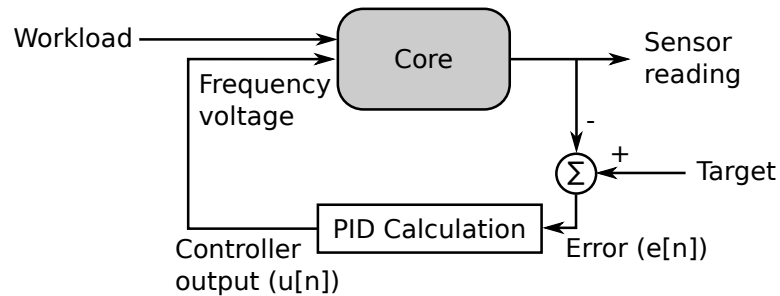 Workload
Core
Sensor
reading
Frequency
voltage
-
+
Σ
Target
PID Calculation
Controller
output (u[n])
Error (e[n])